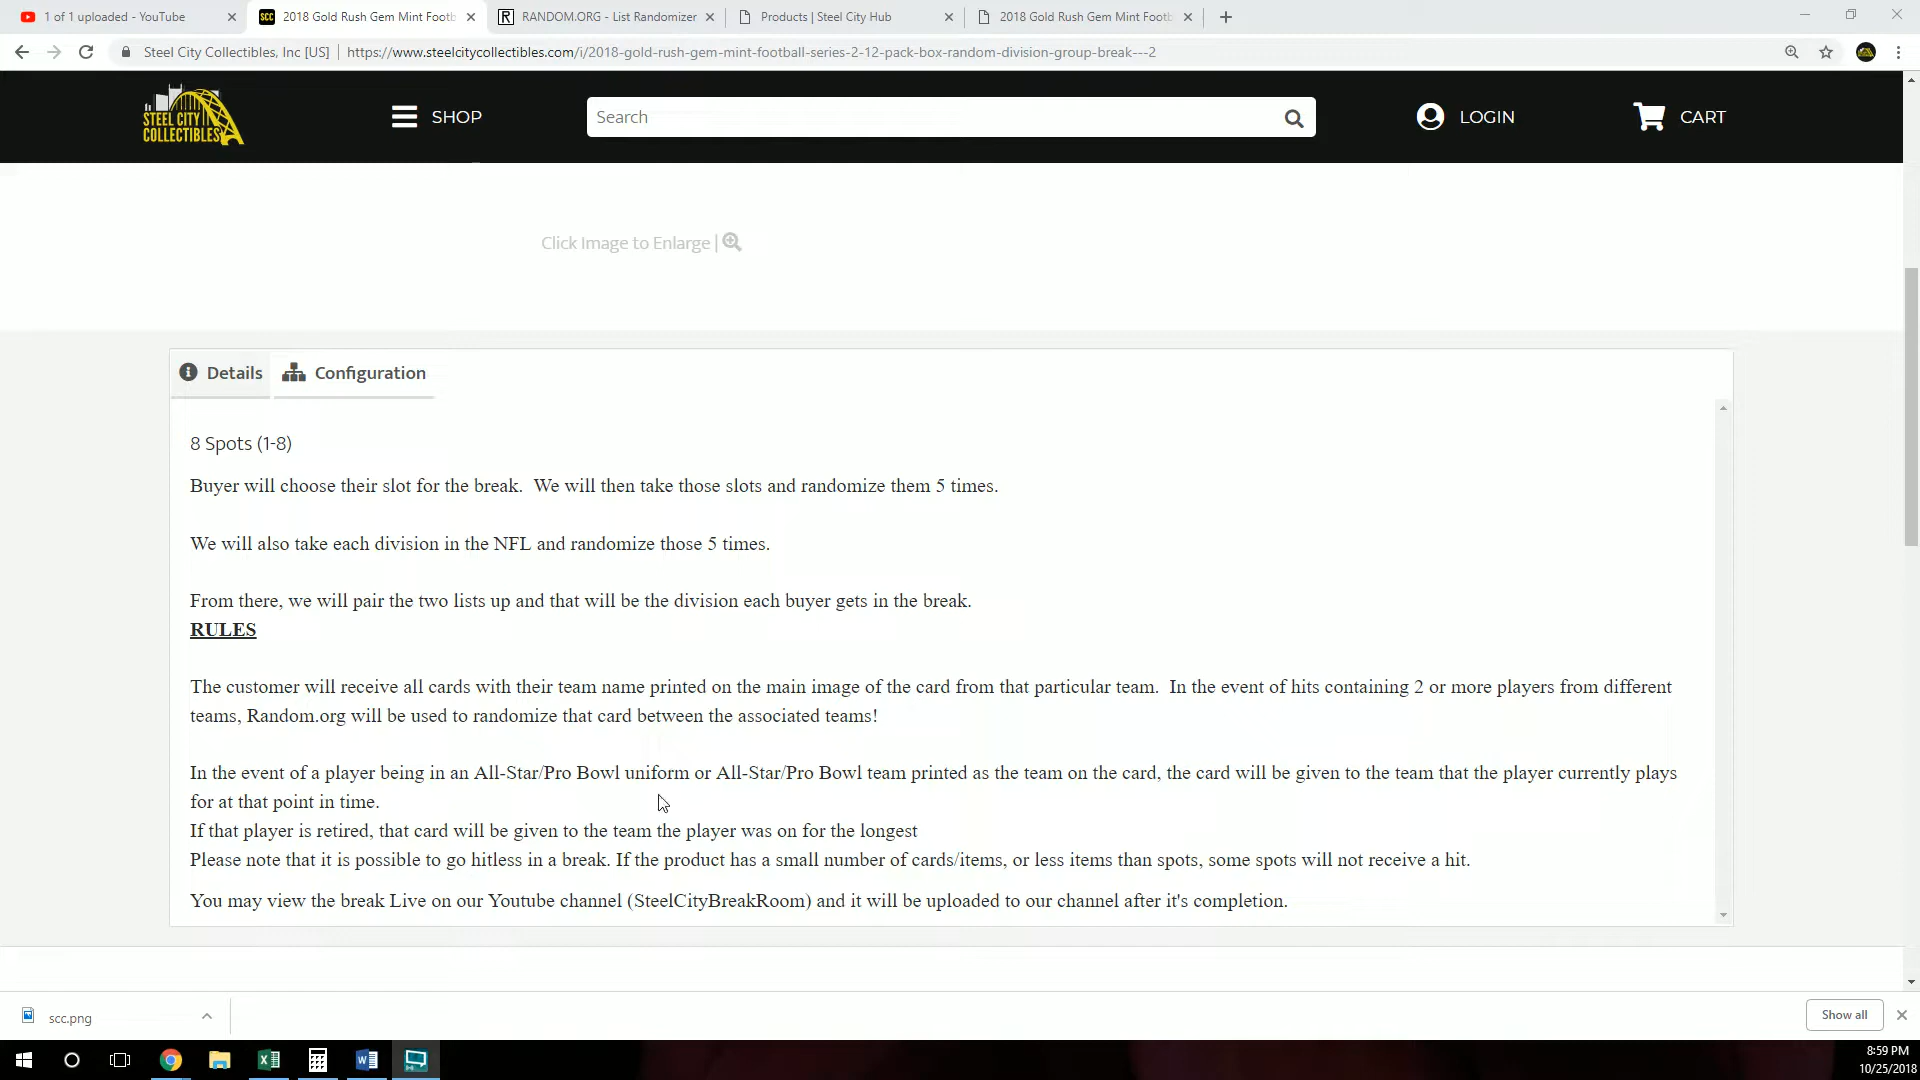 1 of 1 uploaded - YouTube
2018 Gold Rush Gem Mint Footb
RANDOM.ORG - List Randomizer
Products | Steel City Hub
2018 Gold Rush Gem Mint Footb
Steel City Collectibles, Inc [US] | https://www.steelcitycollectibles.com/i/2018-gold-rush-gem-mint-football-series-2-12-pack-box-random-division-group-break---2
STEEL CITY
COLLECTIBLES
SHOP
Search
LOGIN
CART
Click Image to Enlarge |
Details
Configuration
8 Spots (1-8)
Buyer will choose their slot for the break.  We will then take those slots and randomize them 5 times.
We will also take each division in the NFL and randomize those 5 times.
From there, we will pair the two lists up and that will be the division each buyer gets in the break.
RULES
The customer will receive all cards with their team name printed on the main image of the card from that particular team.  In the event of hits containing 2 or more players from different
teams, Random.org will be used to randomize that card between the associated teams!
In the event of a player being in an All-Star/Pro Bowl uniform or All-Star/Pro Bowl team printed as the team on the card, the card will be given to the team that the player currently plays
for at that point in time.
If that player is retired, that card will be given to the team the player was on for the longest
Please note that it is possible to go hitless in a break. If the product has a small number of cards/items, or less items than spots, some spots will not receive a hit.
You may view the break Live on our Youtube channel (SteelCityBreakRoom) and it will be uploaded to our channel after it's completion.
scc.png
Show all
8:59 PM
10/25/2018